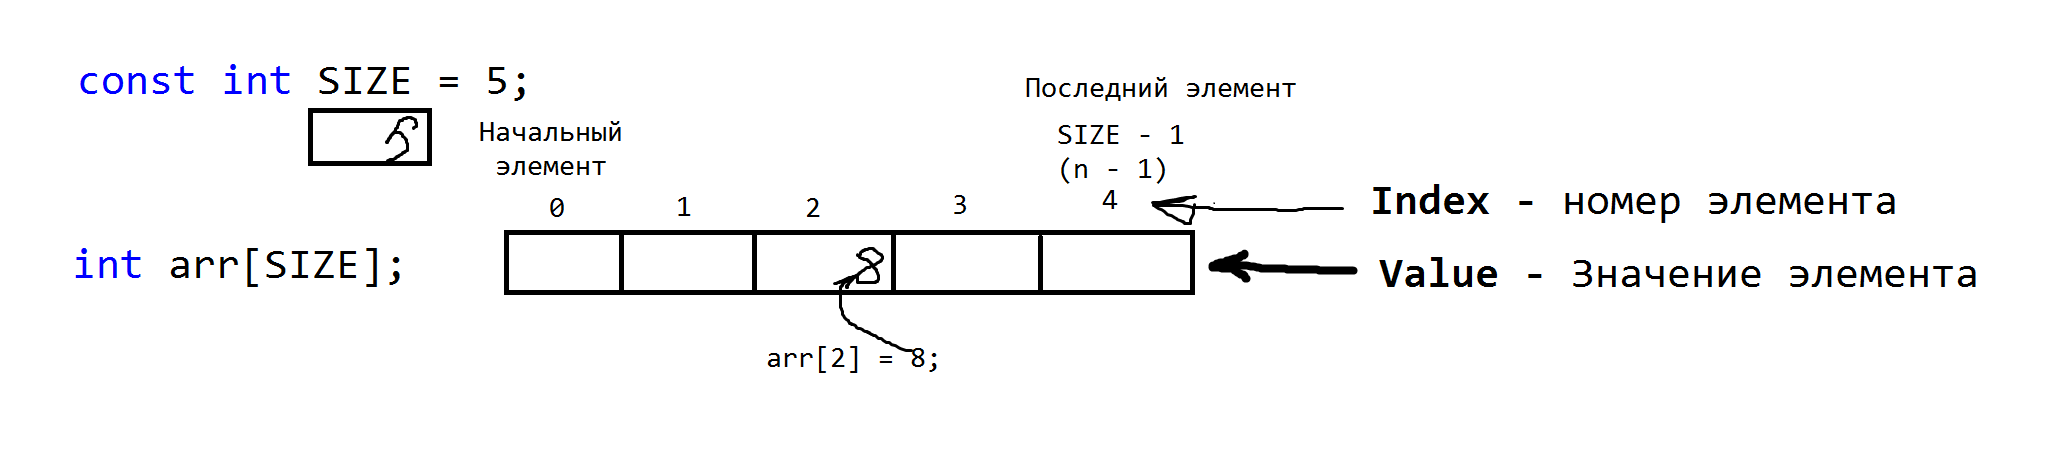 const int SIZE = 5;
5
Начальный
элемент
Последний элемент
SIZE - 1
(n - 1)
0 1 2 3 4
Index - номер элемента
int arr[SIZE];
8
Value - Значение элемента
arr[2] = 8;